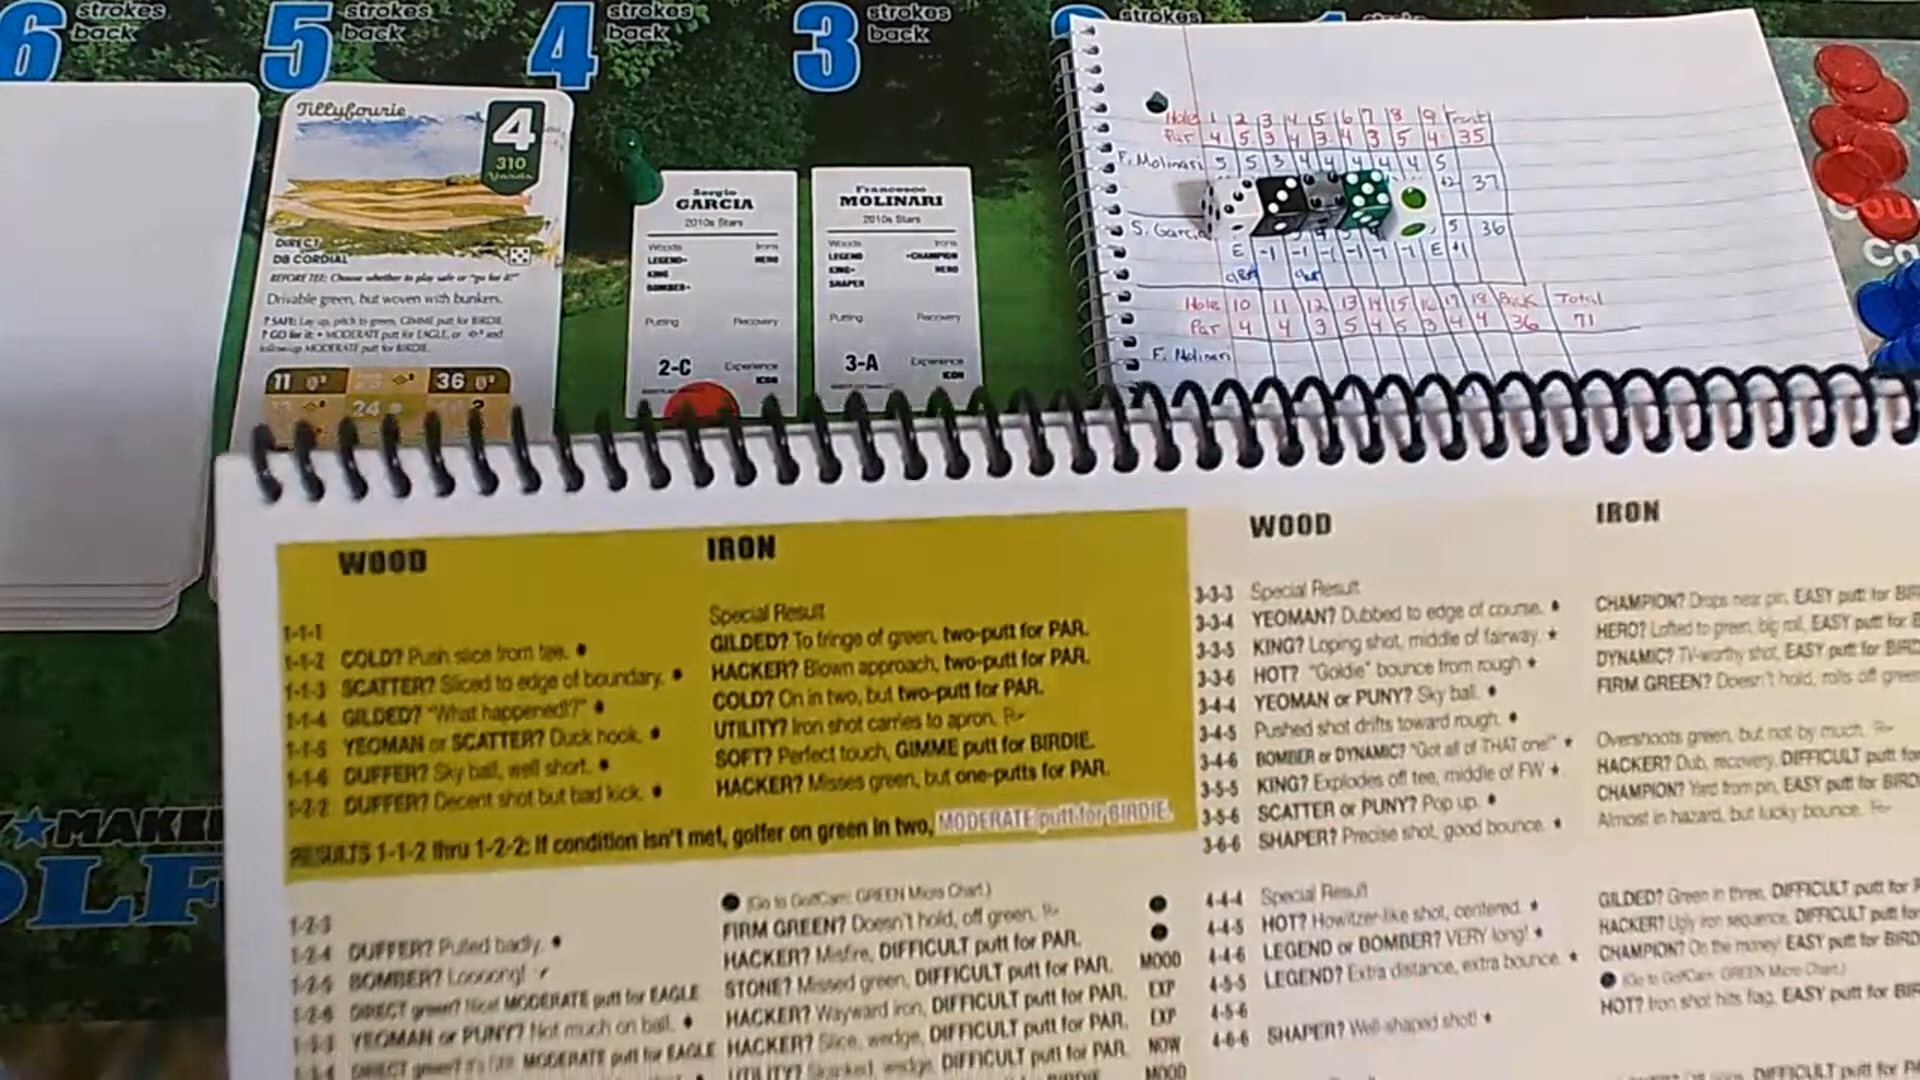 6 strokes back
5 strokes back
4 strokes back
3 strokes back
strokes
Tillyfourie
4
310
Yards
DIRECT
DB CORDIAL
BEFORE TEE: Choose whether to play safe or "go for it!"
Drivable green, but woven with bunkers.
? SAFE: Lay up, pitch to green, GIMME putt for BIRDIE.
11
36
24
Sergio
GARCIA
2010s Stars
Woods
Irons
LEGEND-
HERO
KING
BOMBER-
Putting
Recovery
2-C
Experience
ICON
Francesco
MOLINARI
2010s Stars
Woods
Irons
LEGEND
-CHAMPION
KING-
HERO
SHAPER
Putting
Recovery
3-A
Experience
ICON
Hole 1 2 3 4 5 6 7 8 9 Front
Par 4 5 3 4 3 4 3 5 4 35
F. Molinari 5 5 3 4 4 4 4 4 5
+2 37
S. Garcia
5 36
E -1 -1 -1 -1 -1 -1 E +1
Hole 10 11 12 13 14 15 16 17 18 Back Total
Par 4 4 3 5 4 5 3 4 4 36 71
F. Molinari
MAKE
WOOD
IRON
1-1-1 Special Result
1-1-2 COLD? Push slice from tee. ● GILDED? To fringe of green, two-putt for PAR.
1-1-3 SCATTER? Sliced to edge of boundary. ● HACKER? Blown approach, two-putt for PAR.
1-1-4 GILDED? "What happened!?" ● COLD? On in two, but two-putt for PAR.
1-1-5 YEOMAN or SCATTER? Duck hook. ● UTILITY? Iron shot carries to apron.
1-1-6 DUFFER? Sky ball, well short. ● SOFT? Perfect touch, GIMME putt for BIRDIE.
1-2-2 DUFFER? Decent shot but bad kick. ● HACKER? Misses green, but one-putts for PAR.
RESULTS 1-1-2 thru 1-2-2: If condition isn't met, golfer on green in two, MODERATE putt for BIRDIE.
1-2-3 ● (Go to GolfCam: GREEN Micro Chart.)
1-2-4 DUFFER? Pulled badly. ● FIRM GREEN? Doesn't hold, off green. ●
1-2-5 BOMBER? Loooong! HACKER? Misfire, DIFFICULT putt for PAR. ●
1-2-6 DIRECT green? Nice! MODERATE putt for EAGLE STONE? Missed green, DIFFICULT putt for PAR. MOOD
1-3-3 YEOMAN or PUNY? Not much on ball. ● HACKER? Wayward iron, DIFFICULT putt for PAR. EXP
1-3-4 DIRECT green? MODERATE putt for EAGLE HACKER? Slice, wedge, DIFFICULT putt for PAR. EXP
UTILITY? Skanked, wedge, DIFFICULT putt for PAR. NOW
MOOD
WOOD
IRON
3-3-3 Special Result
3-3-4 YEOMAN? Dubbed to edge of course. ● CHAMPION? Drops near pin, EASY putt for
3-3-5 KING? Loping shot, middle of fairway. ★ HERO? Lofted to green, big roll, EASY putt for
3-3-6 HOT? "Goldie" bounce from rough ★ DYNAMIC? TV-worthy shot, EASY putt for
3-4-4 YEOMAN or PUNY? Sky ball. ● FIRM GREEN? Doesn't hold, rolls off
3-4-5 Pushed shot drifts toward rough. ●
3-4-6 BOMBER or DYNAMIC? "Got all of THAT one!" ★ Overshoots green, but not by much.
3-5-5 KING? Explodes off tee, middle of FW ★ HACKER? Dub, recovery, DIFFICULT putt
3-5-6 SCATTER or PUNY? Pop up. ● CHAMPION? Yard from pin, EASY putt for
3-6-6 SHAPER? Precise shot, good bounce. ★ Almost in hazard, but lucky bounce.
4-4-4 Special Result
4-4-5 HOT? Howitzer-like shot, centered. ★ GILDED? Green in three, DIFFICULT putt for
4-4-6 LEGEND or BOMBER? VERY long! ★ HACKER? Ugly iron sequence, DIFFICULT putt
4-5-5 LEGEND? Extra distance, extra bounce. ★ CHAMPION? On the money! EASY putt for
4-5-6 ● (Go to GolfCam: GREEN Micro Chart.)
4-6-6 SHAPER? Well-shaped shot! ★ HOT? Iron shot hits flag, EASY putt for